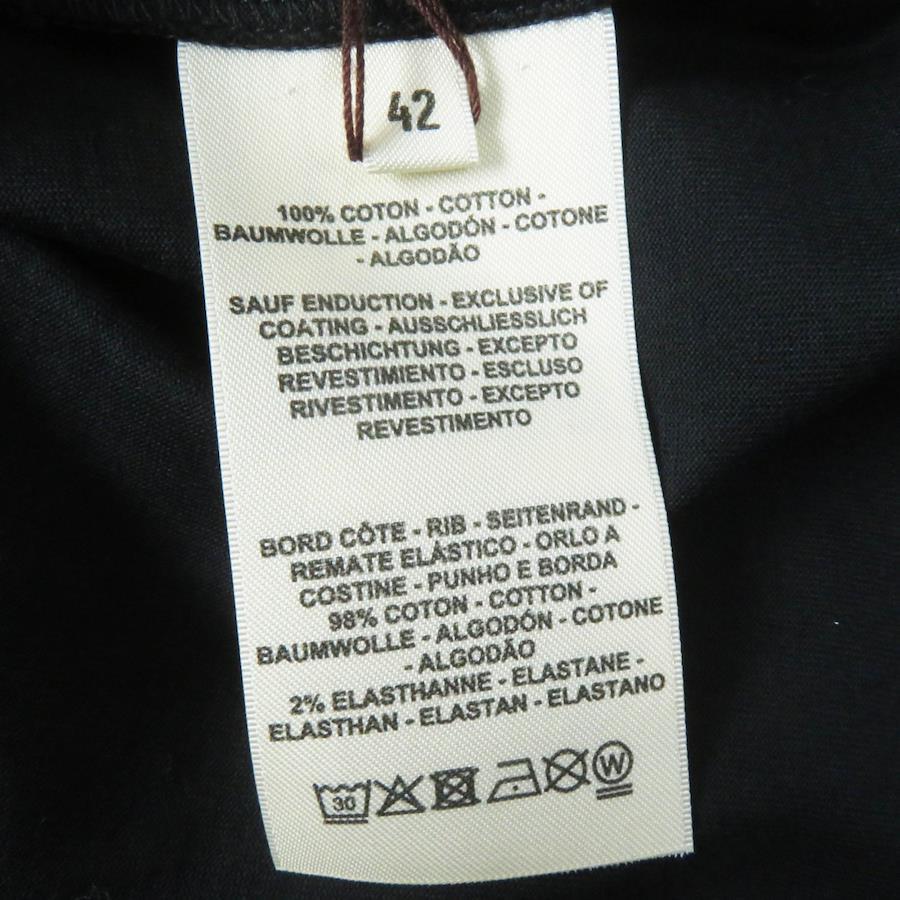 42
100% COTON - COTTON -
BAUMWOLLE - ALGODÓN - COTONE
- ALGODÃO
SAUF ENDUCTION - EXCLUSIVE OF
COATING - AUSSCHLIESSLICH
BESCHICHTUNG - EXCEPTO
REVESTIMIENTO - ESCLUSO
RIVESTIMENTO - EXCEPTO
REVESTIMENTO
BORD CÔTE - RIB - SEITENRAND -
REMATE ELÁSTICO - ORLO A
COSTINE - PUNHO E BORDA
98% COTON - COTTON -
BAUMWOLLE - ALGODÓN - COTONE
- ALGODÃO
2% ELASTHANNE - ELASTANE -
ELASTHAN - ELASTAN - ELASTANO
30 W